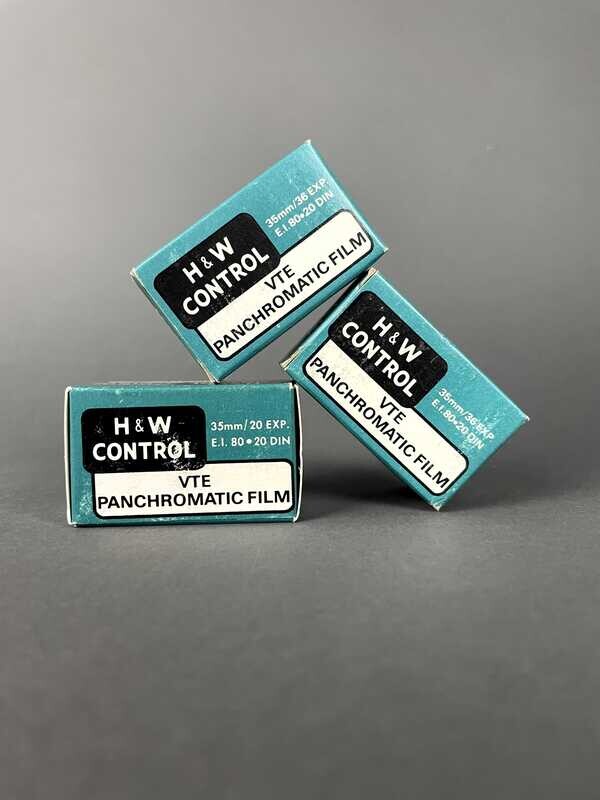 H & W
CONTROL
35mm/36 EXP.
E.I. 80•20 DIN
VTE
PANCHROMATIC FILM
H & W
CONTROL
35mm/36 EXP.
E.I. 80•20 DIN
VTE
PANCHROMATIC FILM
H & W
CONTROL
35mm/20 EXP.
E.I. 80•20 DIN
VTE
PANCHROMATIC FILM